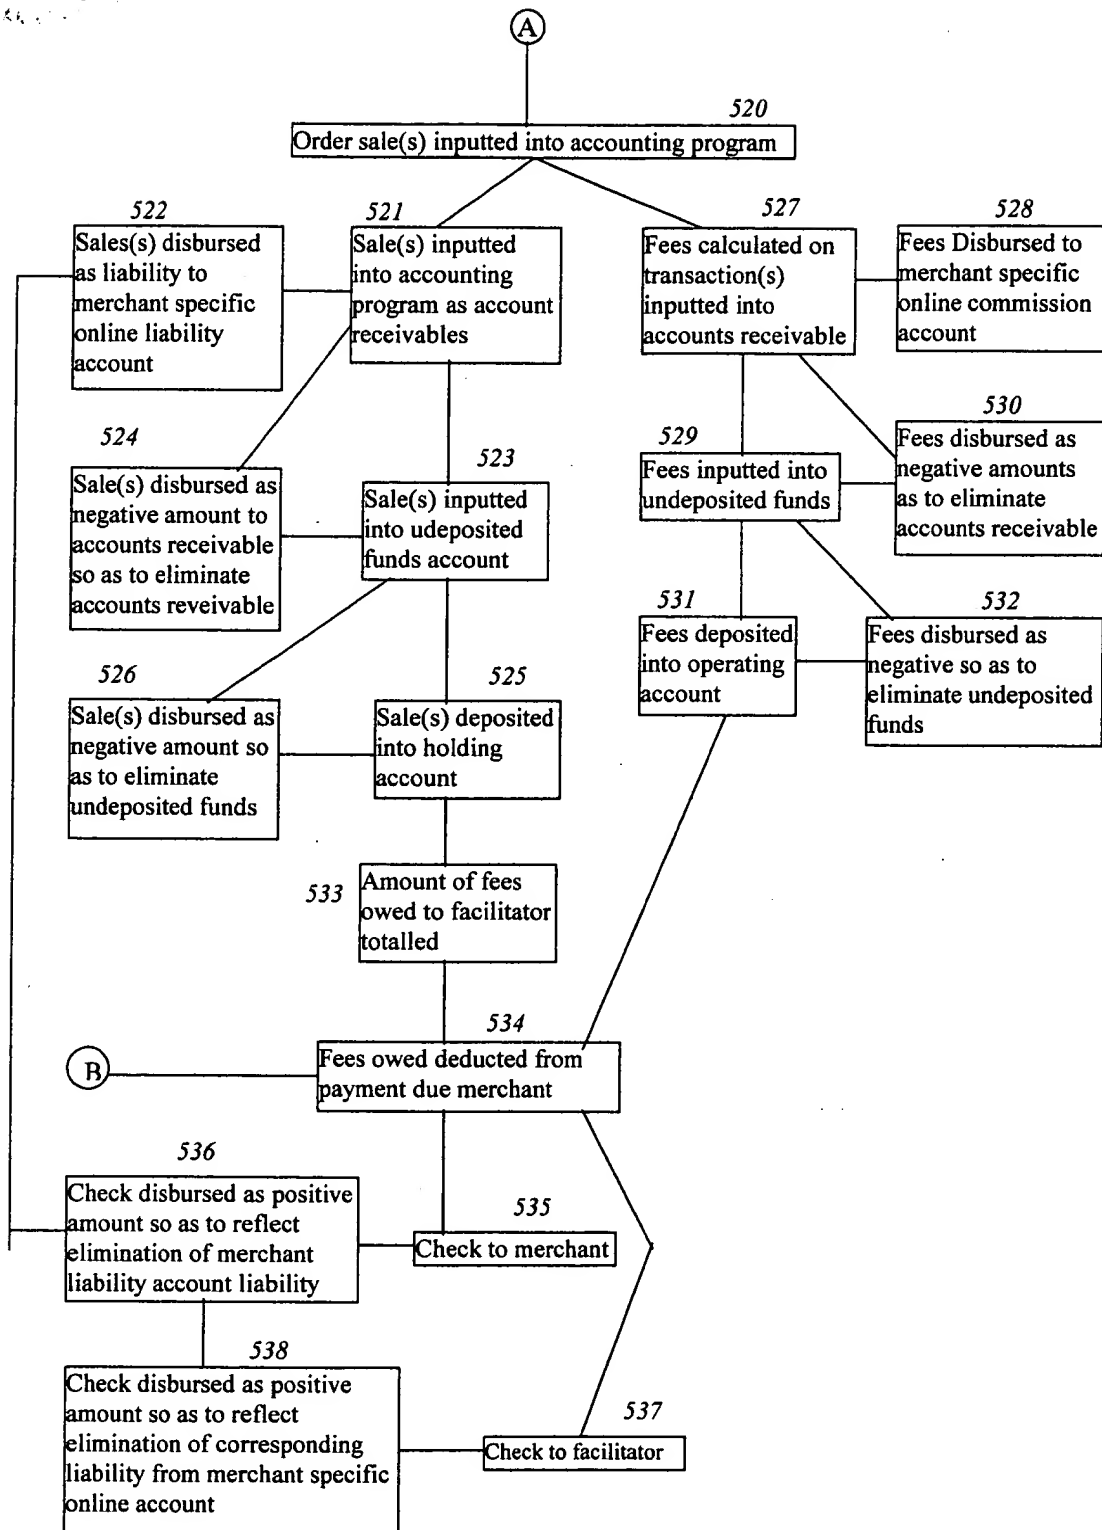 A
520
Order sale(s) inputted into accounting program
522
Sales(s) disbursed
as liability to
merchant specific
online liability
account
521
Sale(s) inputted
into accounting
program as account
receivables
527
Fees calculated on
transaction(s)
inputted into
accounts receivable
528
Fees Disbursed to
merchant specific
online commission
account
524
Sale(s) disbursed as
negative amount to
accounts receivable
so as to eliminate
accounts reveivable
523
Sale(s) inputted
into udeposited
funds account
529
Fees inputted into
undeposited funds
530
Fees disbursed as
negative amounts
as to eliminate
accounts receivable
526
Sale(s) disbursed as
negative amount so
as to eliminate
undeposited funds
525
Sale(s) deposited
into holding
account
531
Fees deposited
into operating
account
532
Fees disbursed as
negative so as to
eliminate undeposited
funds
533
Amount of fees
owed to facilitator
totalled
534
Fees owed deducted from
payment due merchant
B
536
Check disbursed as positive
amount so as to reflect
elimination of merchant
liability account liability
535
Check to merchant
538
Check disbursed as positive
amount so as to reflect
elimination of corresponding
liability from merchant specific
online account
537
Check to facilitator